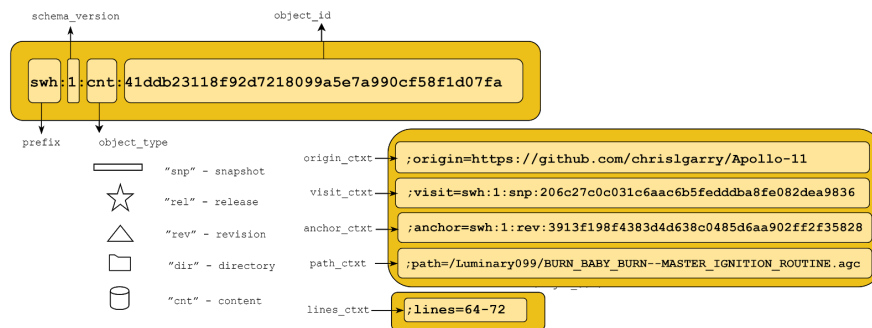 schema_version
object_id
swh:1:cnt:41ddb23118f92d7218099a5e7a990cf58f1d07fa
prefix
object_type
"snp" - snapshot
"rel" - release
"rev" - revision
"dir" - directory
"cnt" - content
origin_ctxt
;origin=https://github.com/chrislgarry/Apollo-11
visit_ctxt
;visit=swh:1:snp:206c27c0c031c6aac6b5fedddba8fe082dea9836
anchor_ctxt
;anchor=swh:1:rev:3913f198f4383d4d638c0485d6aa902ff2f35828
path_ctxt
;path=/Luminary099/BURN_BABY_BURN--MASTER_IGNITION_ROUTINE.agc
lines_ctxt
;lines=64-72